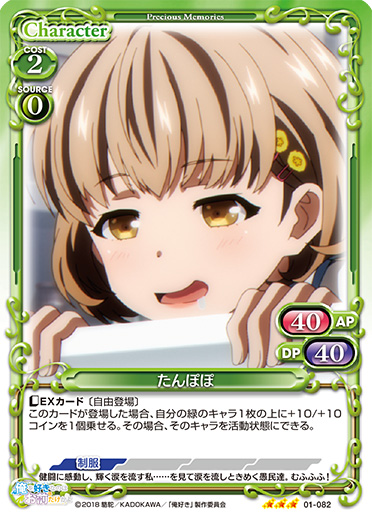 Precious Memories
Character
COST
2
SOURCE
0
40 AP
DP 40
たんぽぽ
EXカード [自由登場]
このカードが登場した場合、自分の緑のキャラ1枚の上に+10/+10
コインを1個乗せる。その場合、そのキャラを活動状態にできる。
制服
健闘に感動し、輝く涙を流す私……を見て涙を流しときめく愚民達。むふふふ!
©2018 駱駝/KADOKAWA/「俺好き」製作委員会
01-082